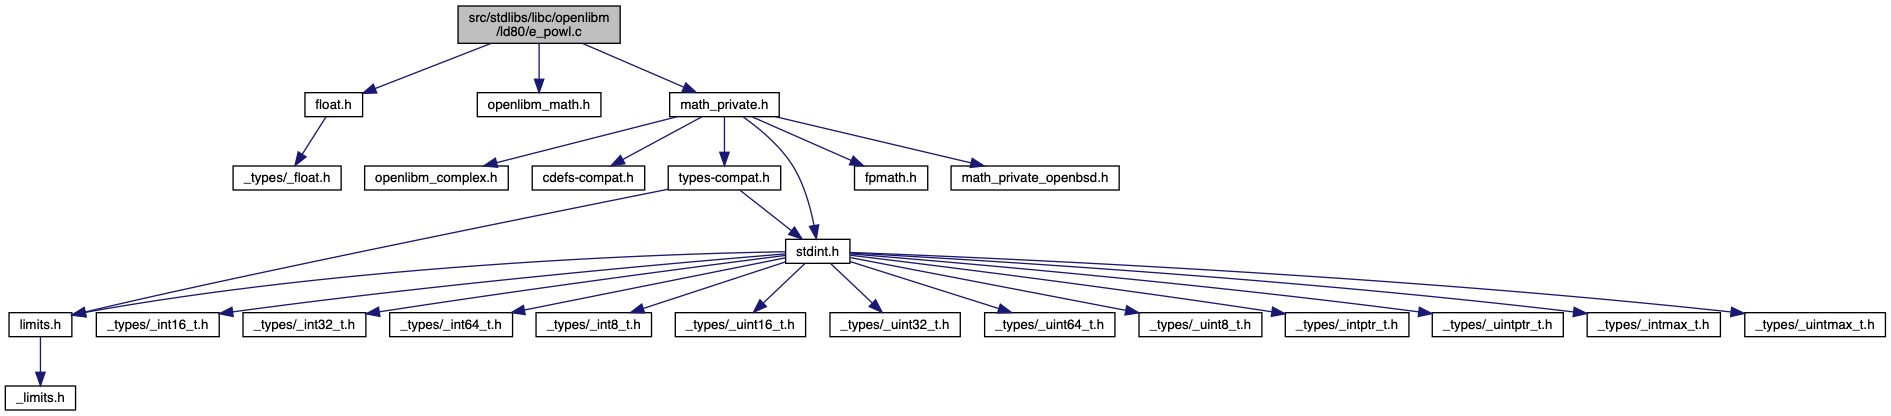 src/stdlibs/libc/openlibm
/ld80/e_powl.c
float.h
openlibm_math.h
math_private.h
_types/_float.h
openlibm_complex.h
cdefs-compat.h
types-compat.h
fpmath.h
math_private_openbsd.h
stdint.h
limits.h
_types/_int16_t.h
_types/_int32_t.h
_types/_int64_t.h
_types/_int8_t.h
_types/_uint16_t.h
_types/_uint32_t.h
_types/_uint64_t.h
_types/_uint8_t.h
_types/_intptr_t.h
_types/_uintptr_t.h
_types/_intmax_t.h
_types/_uintmax_t.h
_limits.h